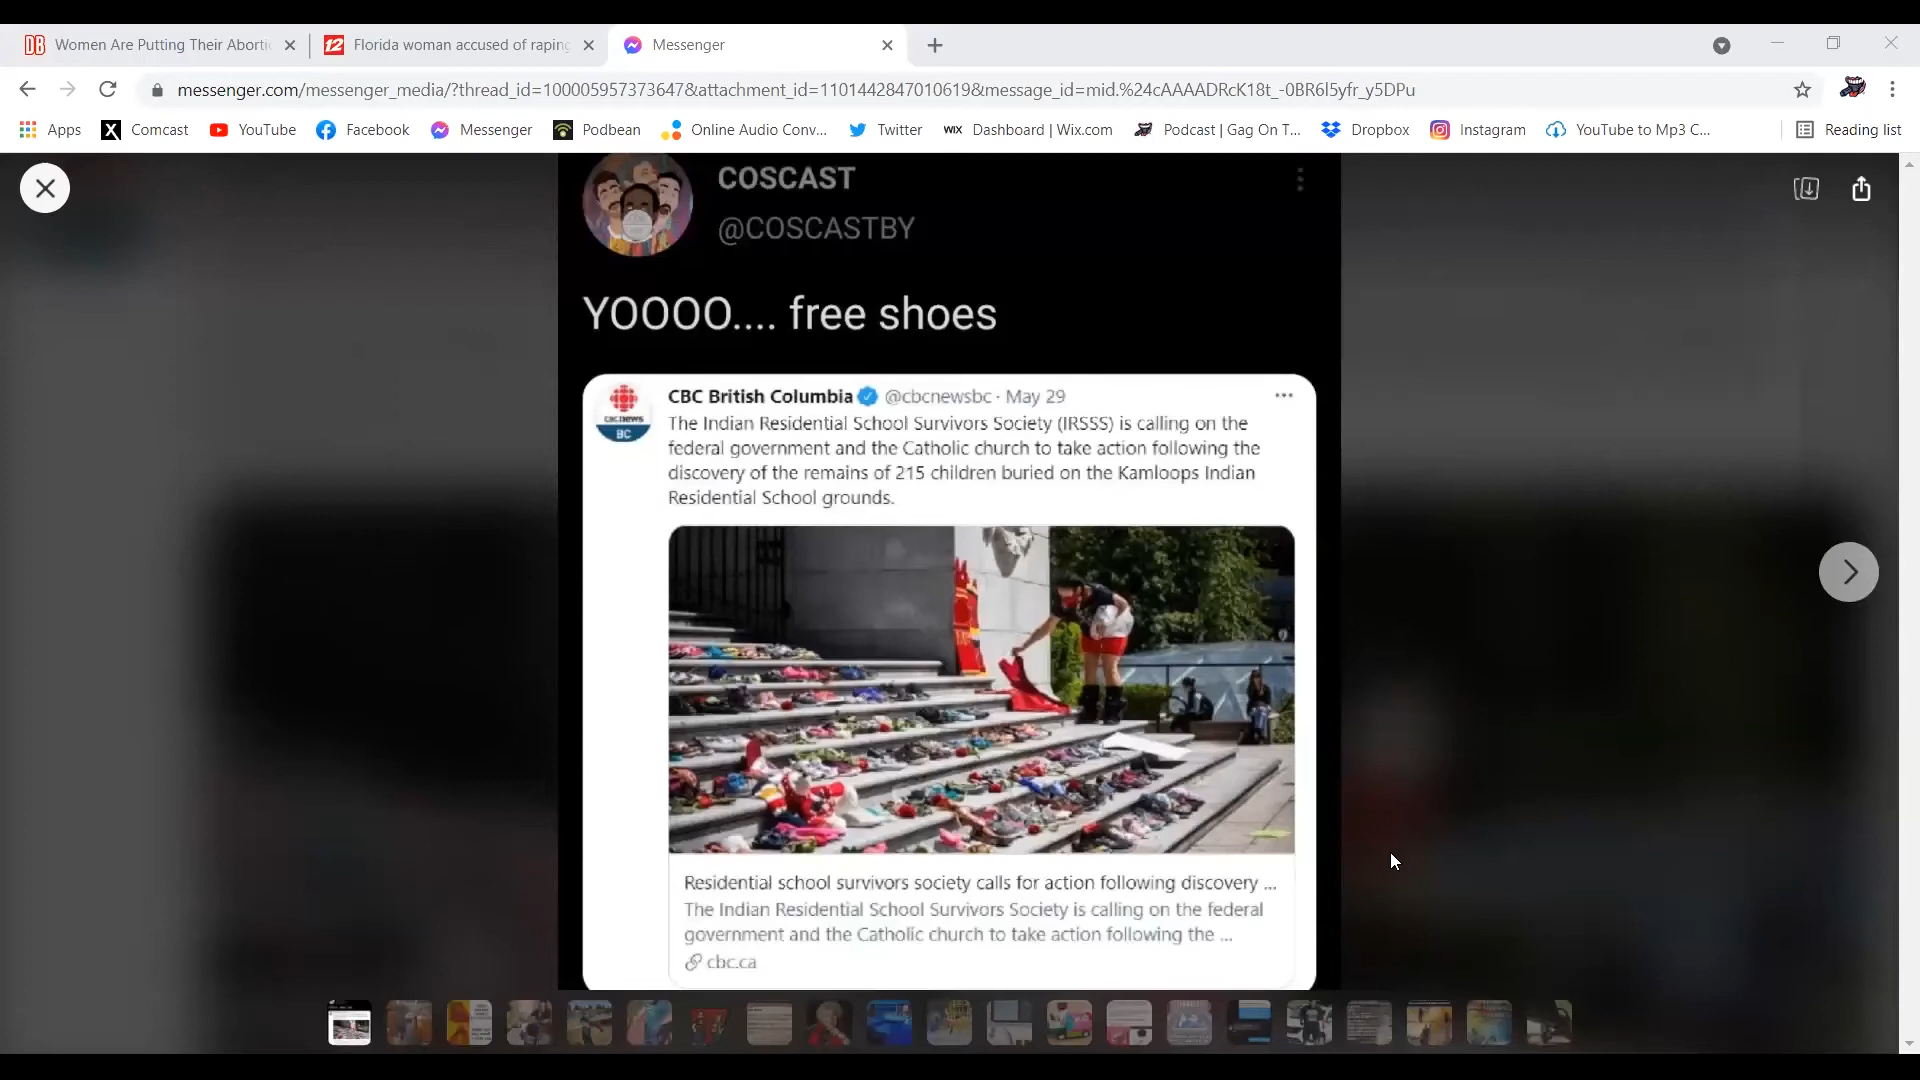 Women Are Putting Their Aborti
Florida woman accused of raping
Messenger
messenger.com/messenger_media/?thread_id=100005957373647&attachment_id=1101442847010619&message_id=mid.%24cAAAADRcK18t_-0BR6l5yfr_y5DPu
Apps
Comcast
YouTube
Facebook
Messenger
Podbean
Online Audio Conv...
Twitter
WIX Dashboard | Wix.com
Podcast | Gag On T...
Dropbox
Instagram
YouTube to Mp3 C...
Reading list
COSCAST
@COSCASTBY
YOOOO.... free shoes
CBC British Columbia @cbcnewsbc · May 29
The Indian Residential School Survivors Society (IRSSS) is calling on the
federal government and the Catholic church to take action following the
discovery of the remains of 215 children buried on the Kamloops Indian
Residential School grounds.
cbcnews
BC
Residential school survivors society calls for action following discovery ...
The Indian Residential School Survivors Society is calling on the federal
government and the Catholic church to take action following the ...
cbc.ca